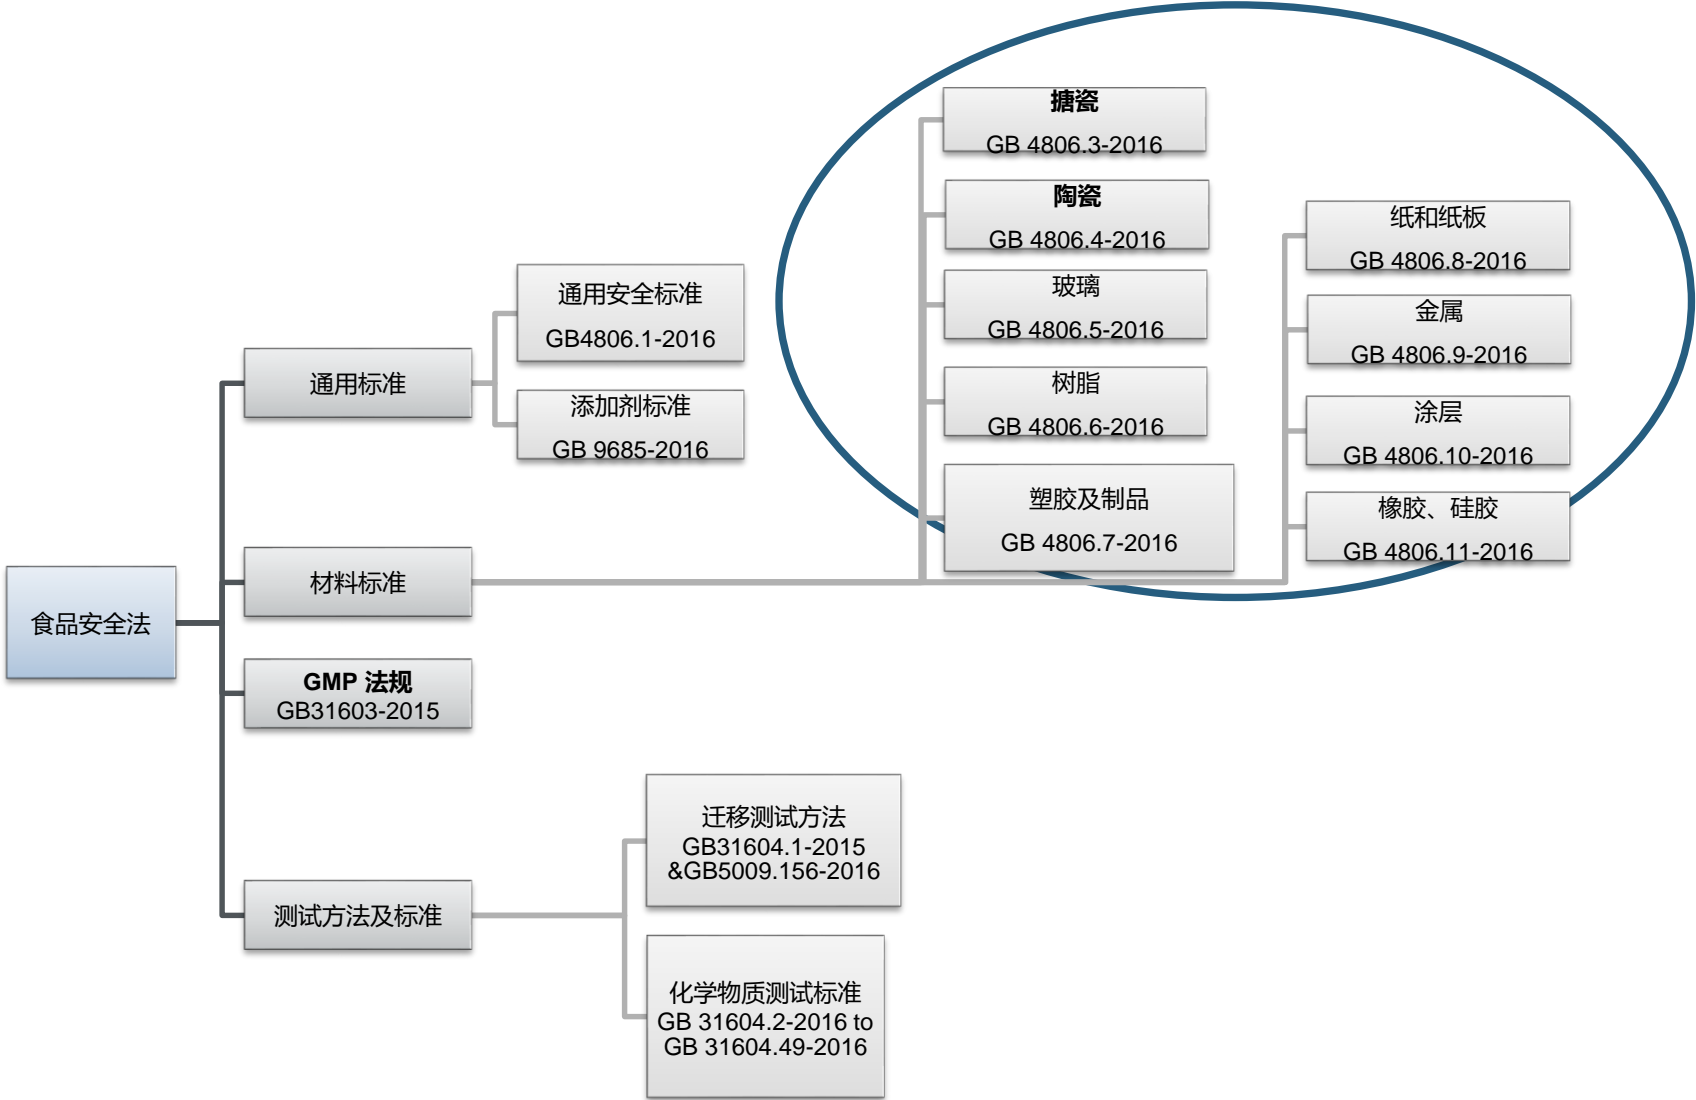 食品安全法
通用标准
通用安全标准
GB4806.1-2016
添加剂标准
GB 9685-2016
材料标准
搪瓷
GB 4806.3-2016
陶瓷
GB 4806.4-2016
玻璃
GB 4806.5-2016
树脂
GB 4806.6-2016
塑胶及制品
GB 4806.7-2016
纸和纸板
GB 4806.8-2016
金属
GB 4806.9-2016
涂层
GB 4806.10-2016
橡胶、硅胶
GB 4806.11-2016
GMP 法规
GB31603-2015
测试方法及标准
迁移测试方法
GB31604.1-2015
&GB5009.156-2016
化学物质测试标准
GB 31604.2-2016 to
GB 31604.49-2016